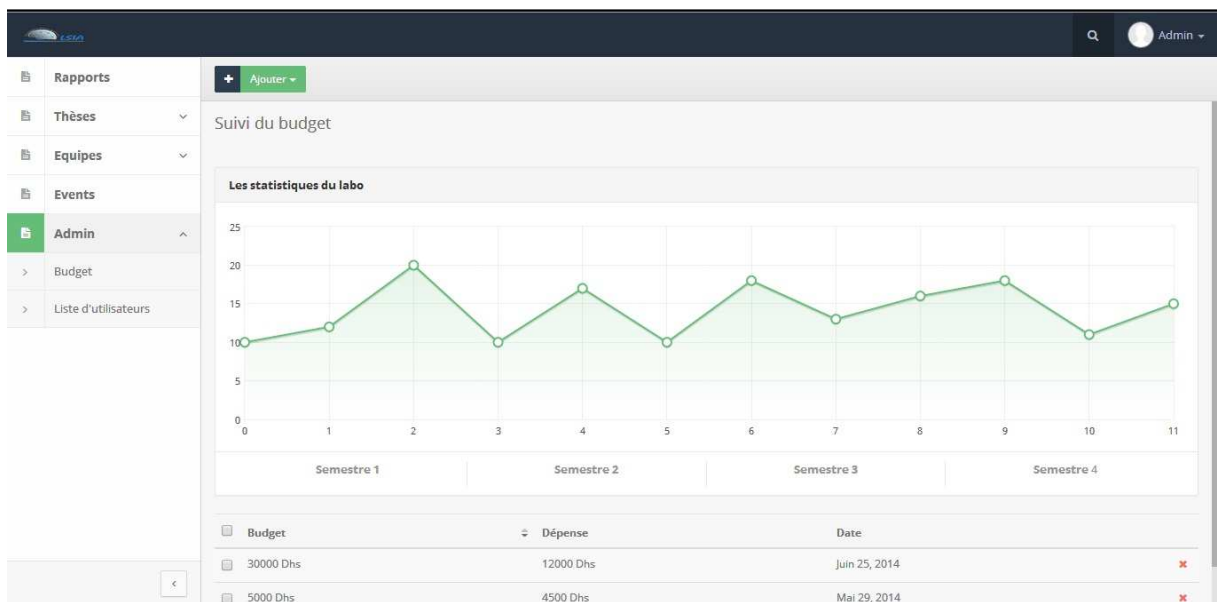 LSIA
Admin
Rapports
Thèses
Equipes
Events
Admin
Budget
Liste d'utilisateurs
+ Ajouter
Suivi du budget
Les statistiques du labo
25
20
15
10
5
0
0 1 2 3 4 5 6 7 8 9 10 11
Semestre 1 Semestre 2 Semestre 3 Semestre 4
Budget Dépense Date
30000 Dhs 12000 Dhs Juin 25, 2014
5000 Dhs 4500 Dhs Mai 29, 2014